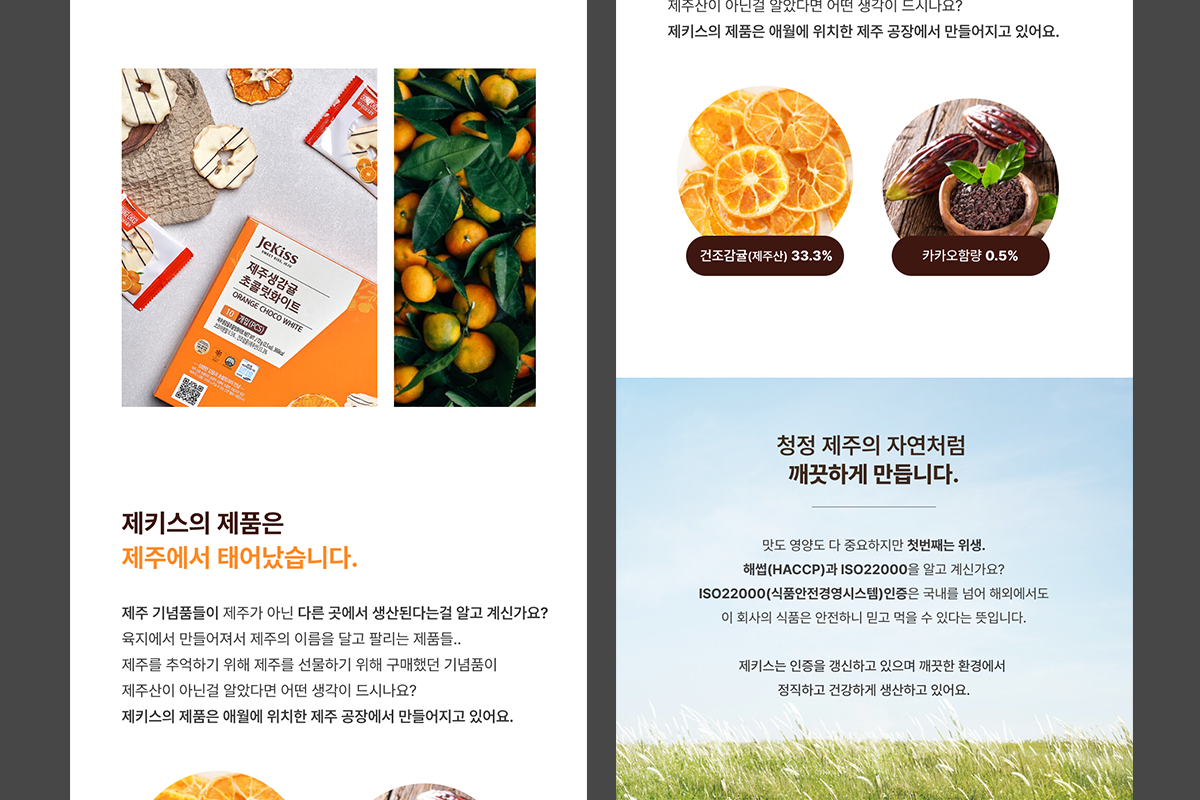 JeKiss
SWEET KISS, JEJU
제주생감귤
초콜릿화이트
ORANGE CHOCO WHITE
10 개입(PCS)
제키스의 제품은
제주에서 태어났습니다.
제주 기념품들이 제주가 아닌 다른 곳에서 생산된다는걸 알고 계신가요?
육지에서 만들어져서 제주의 이름을 달고 팔리는 제품들..
제주를 추억하기 위해 제주를 선물하기 위해 구매했던 기념품이
제주산이 아닌걸 알았다면 어떤 생각이 드시나요?
제키스의 제품은 애월에 위치한 제주 공장에서 만들어지고 있어요.
제주산이 아닌걸 알았다면 어떤 생각이 드시나요?
제키스의 제품은 애월에 위치한 제주 공장에서 만들어지고 있어요.
건조감귤(제주산) 33.3%
카카오함량 0.5%
청정 제주의 자연처럼
깨끗하게 만듭니다.
맛도 영양도 다 중요하지만 첫번째는 위생.
해썹(HACCP)과 ISO22000을 알고 계신가요?
ISO22000(식품안전경영시스템)인증은 국내를 넘어 해외에서도
이 회사의 식품은 안전하니 믿고 먹을 수 있다는 뜻입니다.
제키스는 인증을 갱신하고 있으며 깨끗한 환경에서
정직하고 건강하게 생산하고 있어요.